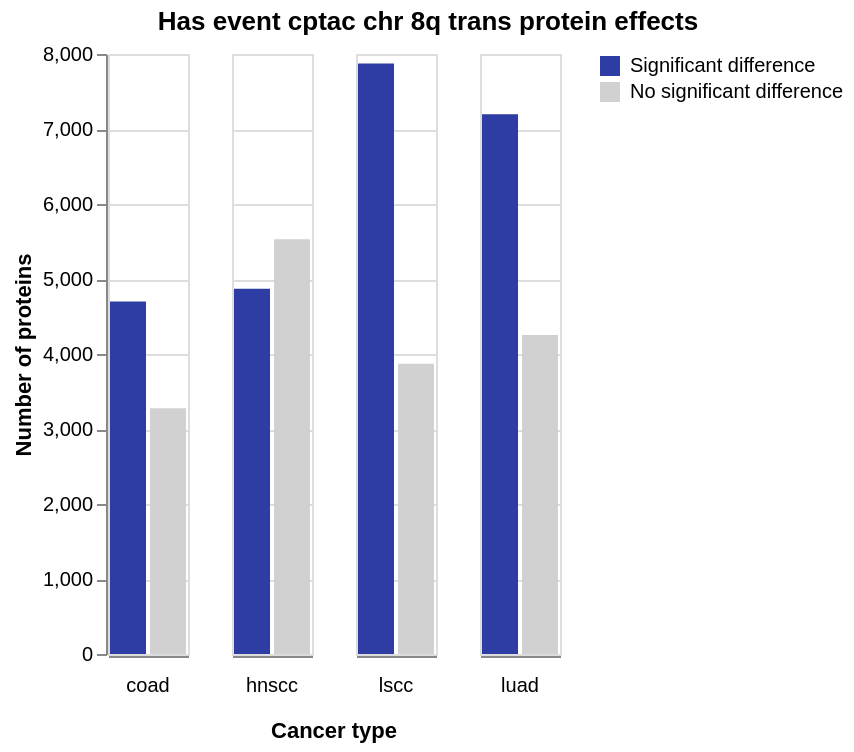 Has event cptac chr 8q trans protein effects
Significant difference
No significant difference
Number of proteins
8,000
7,000
6,000
5,000
4,000
3,000
2,000
1,000
0
coad
hnscc
lscc
luad
Cancer type